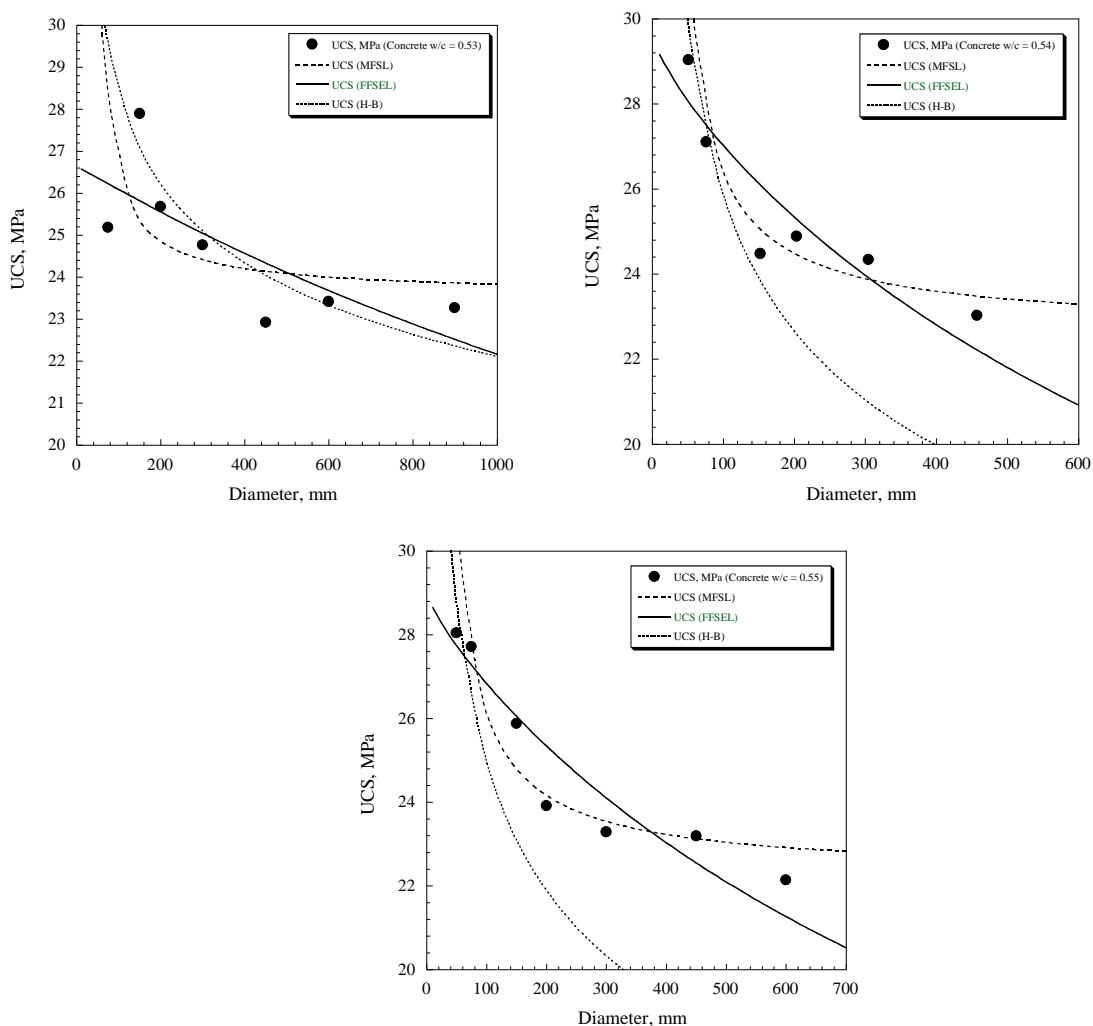 30
29
28
27
26
25
24
23
22
21
20
UCS, MPa
0
200
400
600
800
1000
Diameter, mm
UCS, MPa (Concrete w/c = 0.53)
UCS (MFSL)
UCS (FFSEL)
UCS (H-B)
30
28
26
24
22
20
UCS, MPa
0
100
200
300
400
500
600
Diameter, mm
UCS, MPa (Concrete w/c = 0.54)
UCS (MFSL)
UCS (FFSEL)
UCS (H-B)
30
28
26
24
22
20
UCS, MPa
0
100
200
300
400
500
600
700
Diameter, mm
UCS, MPa (Concrete w/c = 0.55)
UCS (MFSL)
UCS (FFSEL)
UCS (H-B)